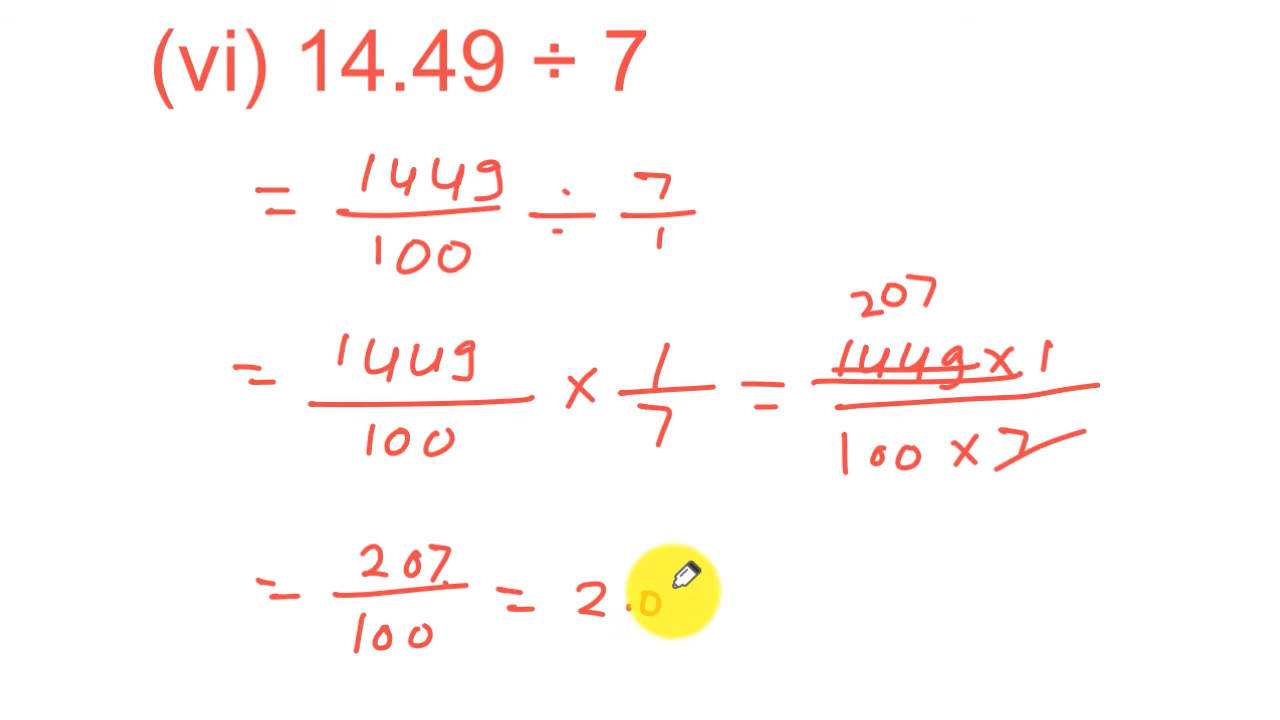 (vi) 14.49 ÷ 7
= 1449/100 ÷ 7/1
= 1449/100 × 1/7 = 207 1449 × 1 / 100 × 7
= 207/100 = 2.0